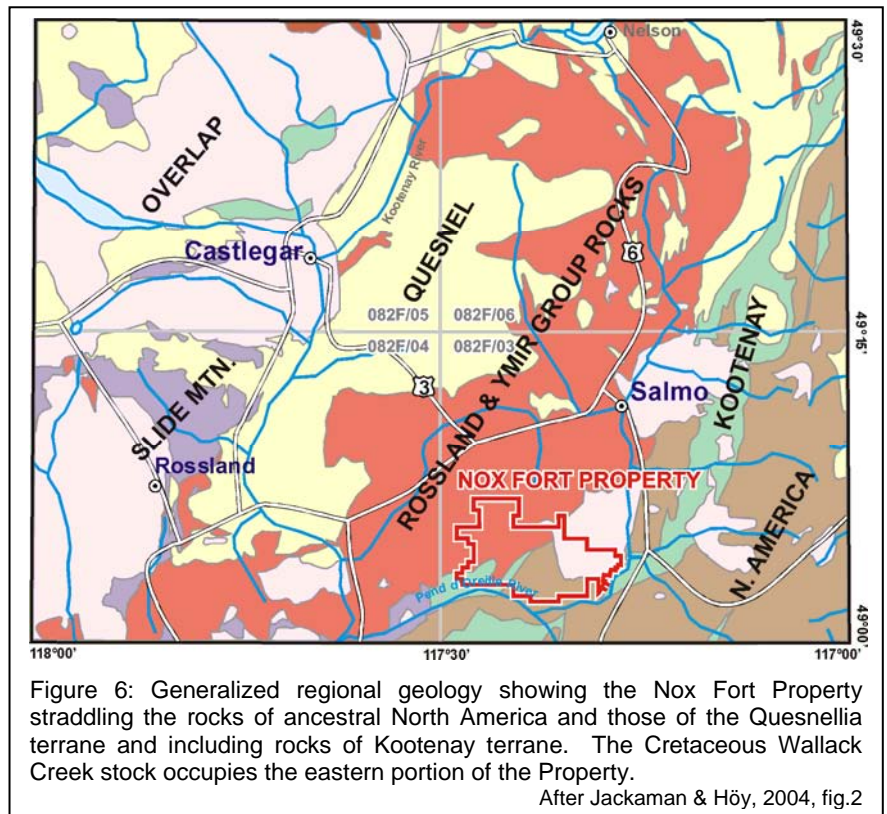 Nelson
49°30'
OVERLAP
Kootenay River
Castlegar
QUESNEL
6
082F/05 082F/06
082F/04 082F/03
49°15'
ROSSLAND & YMIR GROUP ROCKS
KOOTENAY
SLIDE MTN.
3
Salmo
Rossland
NOX FORT PROPERTY
N. AMERICA
Pend d'Oreille River
49°00'
118°00'
117°30'
117°00'
Figure 6: Generalized regional geology showing the Nox Fort Property
straddling the rocks of ancestral North America and those of the Quesnellia
terrane and including rocks of Kootenay terrane. The Cretaceous Wallack
Creek stock occupies the eastern portion of the Property.
After Jackaman & Höy, 2004, fig.2